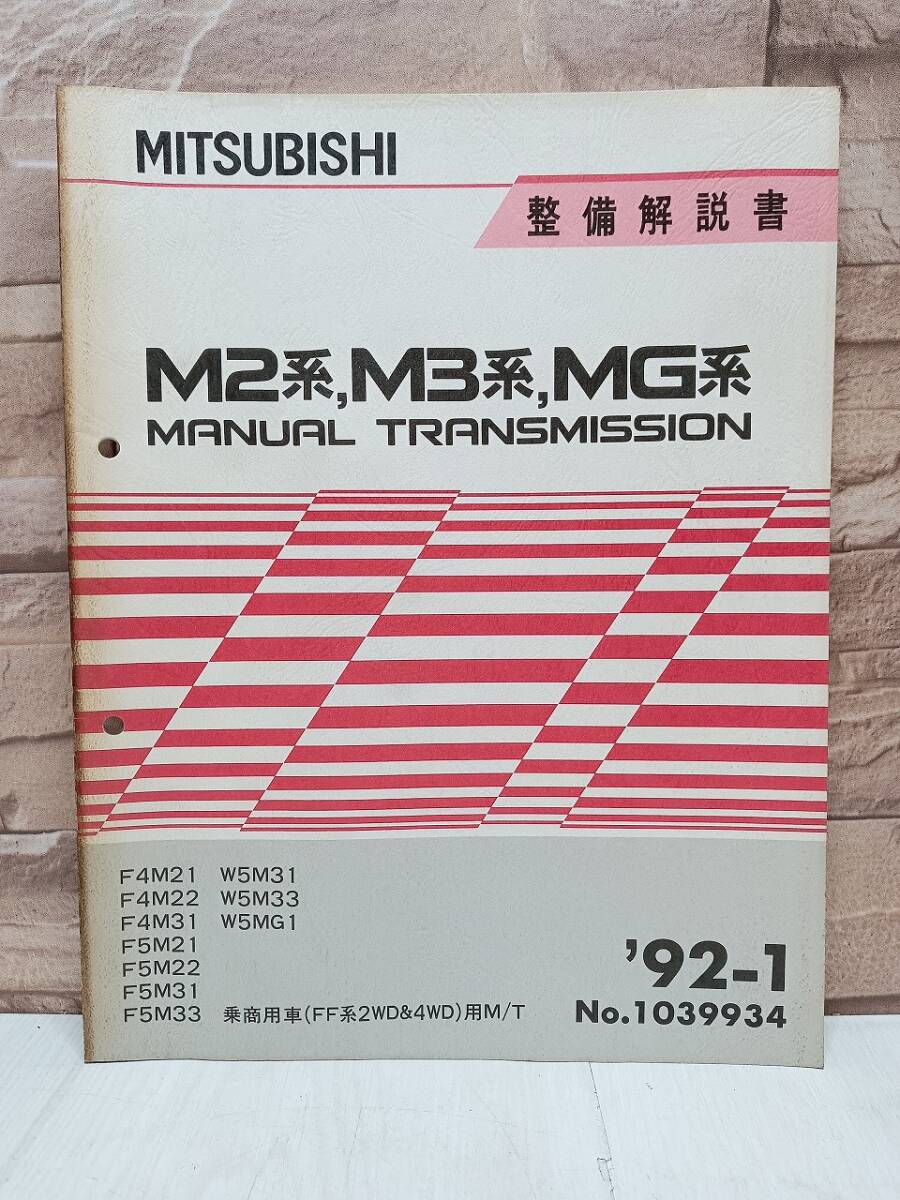 MITSUBISHI
整備解説書
M2系,M3系,MG系
MANUAL TRANSMISSION
F4M21 W5M31
F4M22 W5M33
F4M31 W5MG1
F5M21
F5M22
F5M31
F5M33 乗商用車(FF系2WD&4WD)用M/T
'92-1
No.1039934